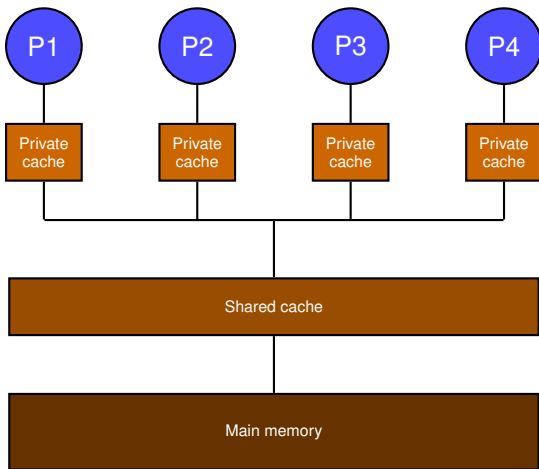 P1 P2 P3 P4
Private Private Private Private
cache cache cache cache
Shared cache
Main memory